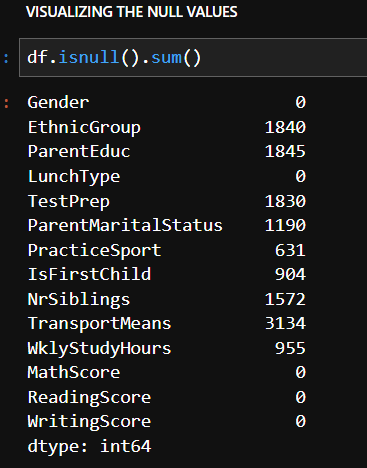 VISUALIZING THE NULL VALUES
: df.isnull().sum()
: Gender 0
EthnicGroup 1840
ParentEduc 1845
LunchType 0
TestPrep 1830
ParentMaritalStatus 1190
PracticeSport 631
IsFirstChild 904
NrSiblings 1572
TransportMeans 3134
WklyStudyHours 955
MathScore 0
ReadingScore 0
WritingScore 0
dtype: int64